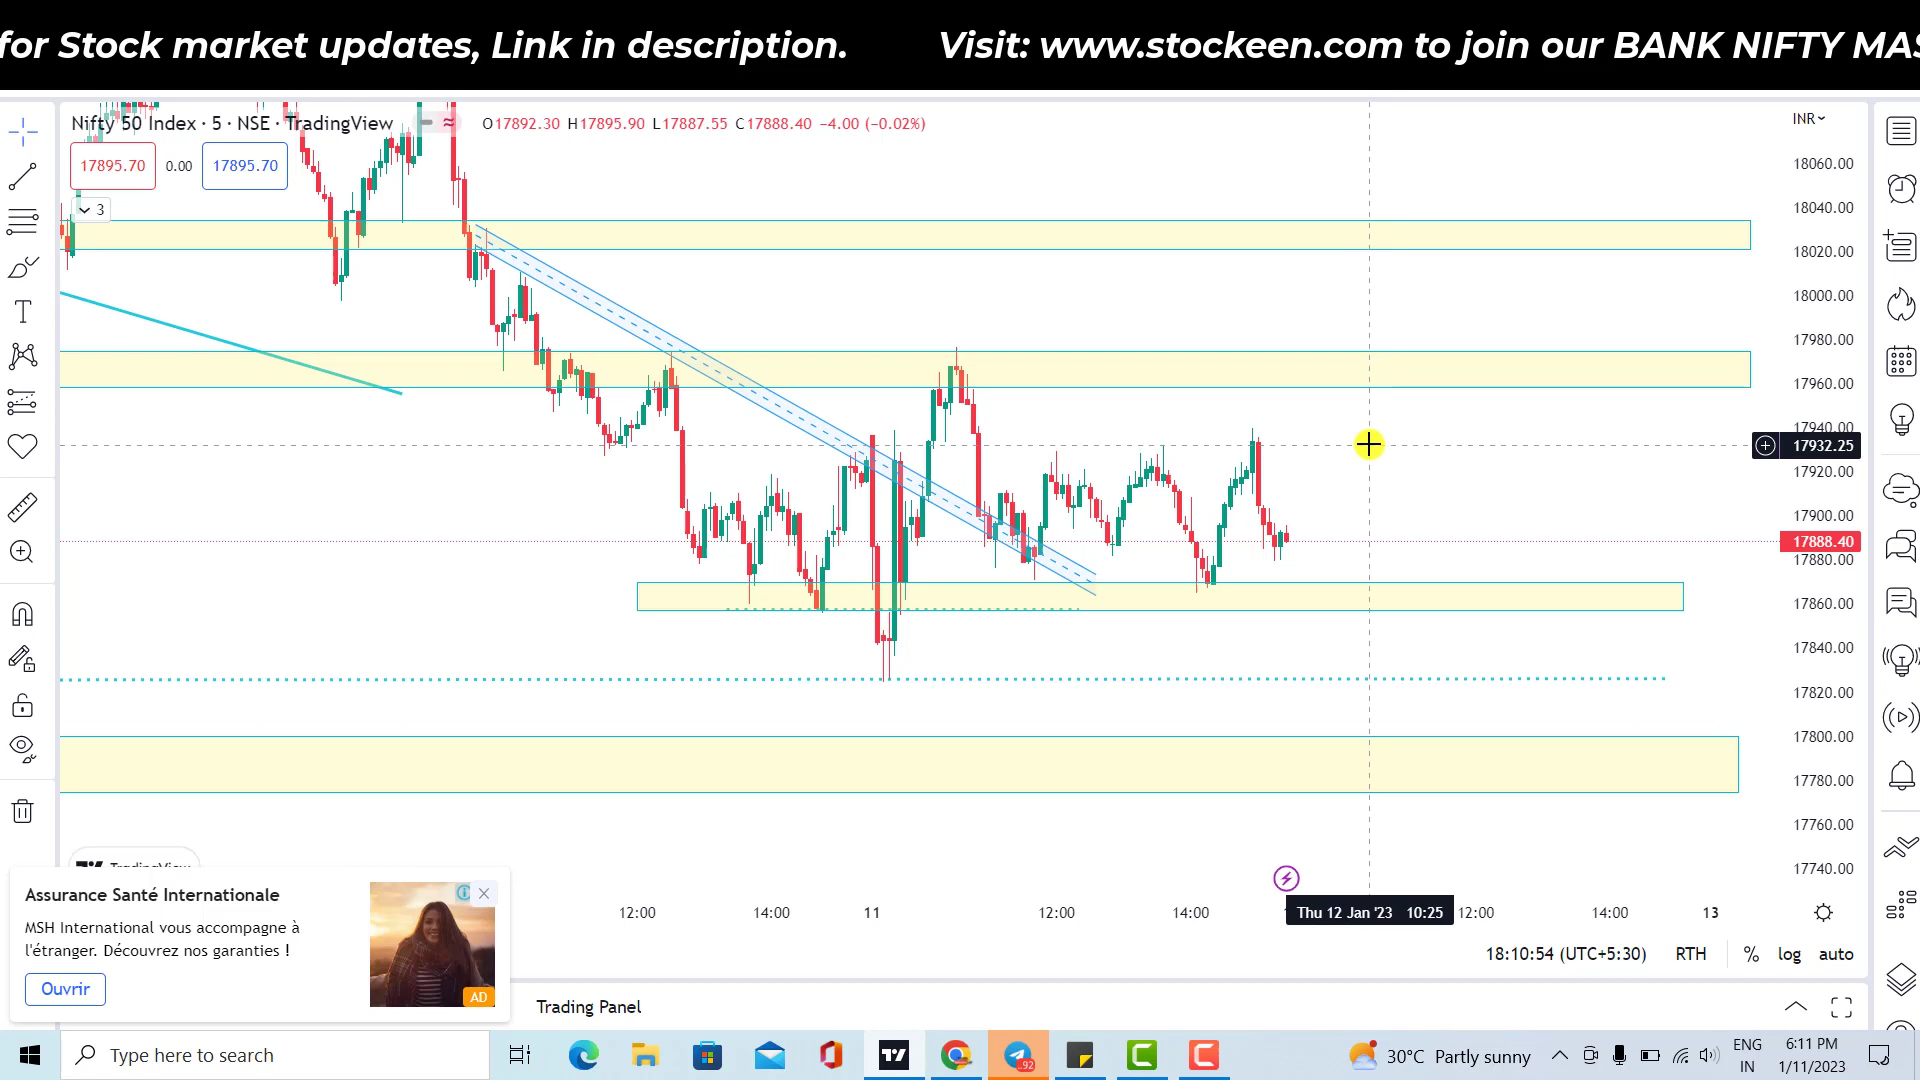 for Stock market updates, Link in description. Visit: www.stockeen.com to join our BANK NIFTY MAS
Nifty 50 Index · 5 · NSE · TradingView
O17892.30 H17895.90 L17887.55 C17888.40 −4.00 (−0.02%)
INR
17895.70 0.00 17895.70
3
18060.00
18040.00
18020.00
18000.00
17980.00
17960.00
17940.00
17932.25
17920.00
17900.00
17888.40
17880.00
17860.00
17840.00
17820.00
17800.00
17780.00
17760.00
17740.00
TradingView
12:00 14:00 11 12:00 14:00 Thu 12 Jan '23 10:25 12:00 14:00 13
18:10:54 (UTC+5:30) RTH % log auto
Assurance Santé Internationale
MSH International vous accompagne à
l'étranger. Découvrez nos garanties !
Ouvrir
AD
Trading Panel
Type here to search
92
30°C Partly sunny
ENG
IN
6:11 PM
1/11/2023